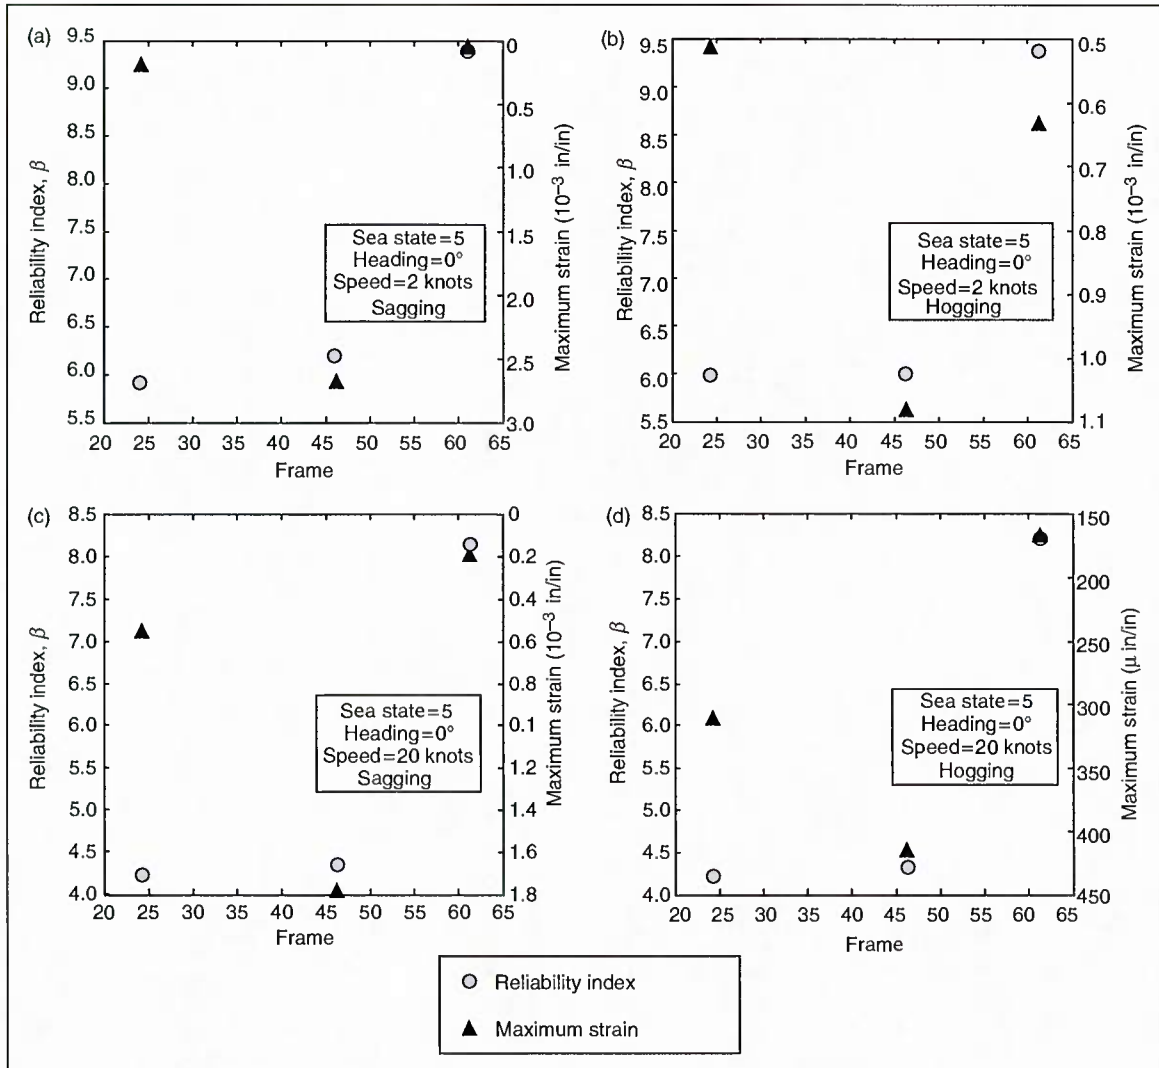 (a)
9.5
9.0
8.5
8.0
7.5
7.0
6.5
6.0
5.5
Reliability index, β
0
0.5
1.0
1.5
2.0
2.5
3.0
Maximum strain (10⁻³ in/in)
Sea state=5
Heading=0°
Speed=2 knots
Sagging
20 25 30 35 45 45 50 55 60 65
Frame
(b)
9.5
9.0
8.5
8.0
7.5
7.0
6.5
6.0
5.5
Reliability index, β
0.5
0.6
0.7
0.8
0.9
1.0
1.1
Maximum strain (10⁻³ in/in)
Sea state=5
Heading=0°
Speed=2 knots
Hogging
20 25 30 35 40 45 50 55 60 65
Frame
(c)
8.5
8.0
7.5
7.0
6.5
6.0
5.5
5.0
4.5
4.0
Reliability index, β
0
0.2
0.4
0.6
0.8
0.1
1.2
1.4
1.6
1.8
Maximum strain (10⁻³ in/in)
Sea state=5
Heading=0°
Speed=20 knots
Sagging
20 25 30 35 45 45 50 55 60 65
Frame
(d)
8.5
8.0
7.5
7.0
6.5
6.0
5.5
5.0
4.5
4.0
Reliability index, β
150
100
250
310
350
400
450
Maximum strain (μ in/in)
Sea state=5
Heading=0°
Speed=20 knots
Hogging
20 25 30 35 40 45 50 55 60 65
Frame
Reliability index
Maximum strain